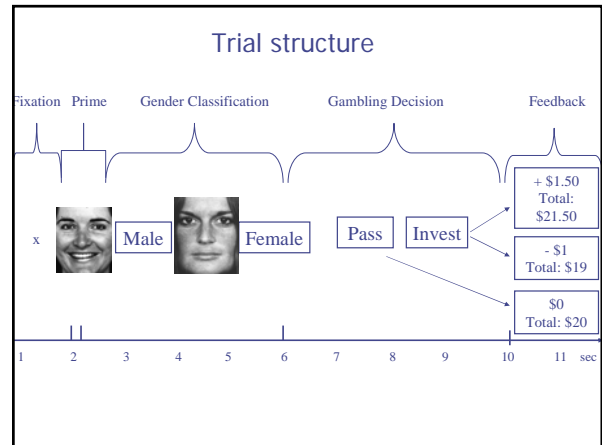 Trial structure
Fixation Prime Gender Classification Gambling Decision Feedback
+ $1.50
Total:
$21.50
x Male Female Pass Invest
- $1
Total: $19
$0
Total: $20
1 2 3 4 5 6 7 8 9 10 11 sec